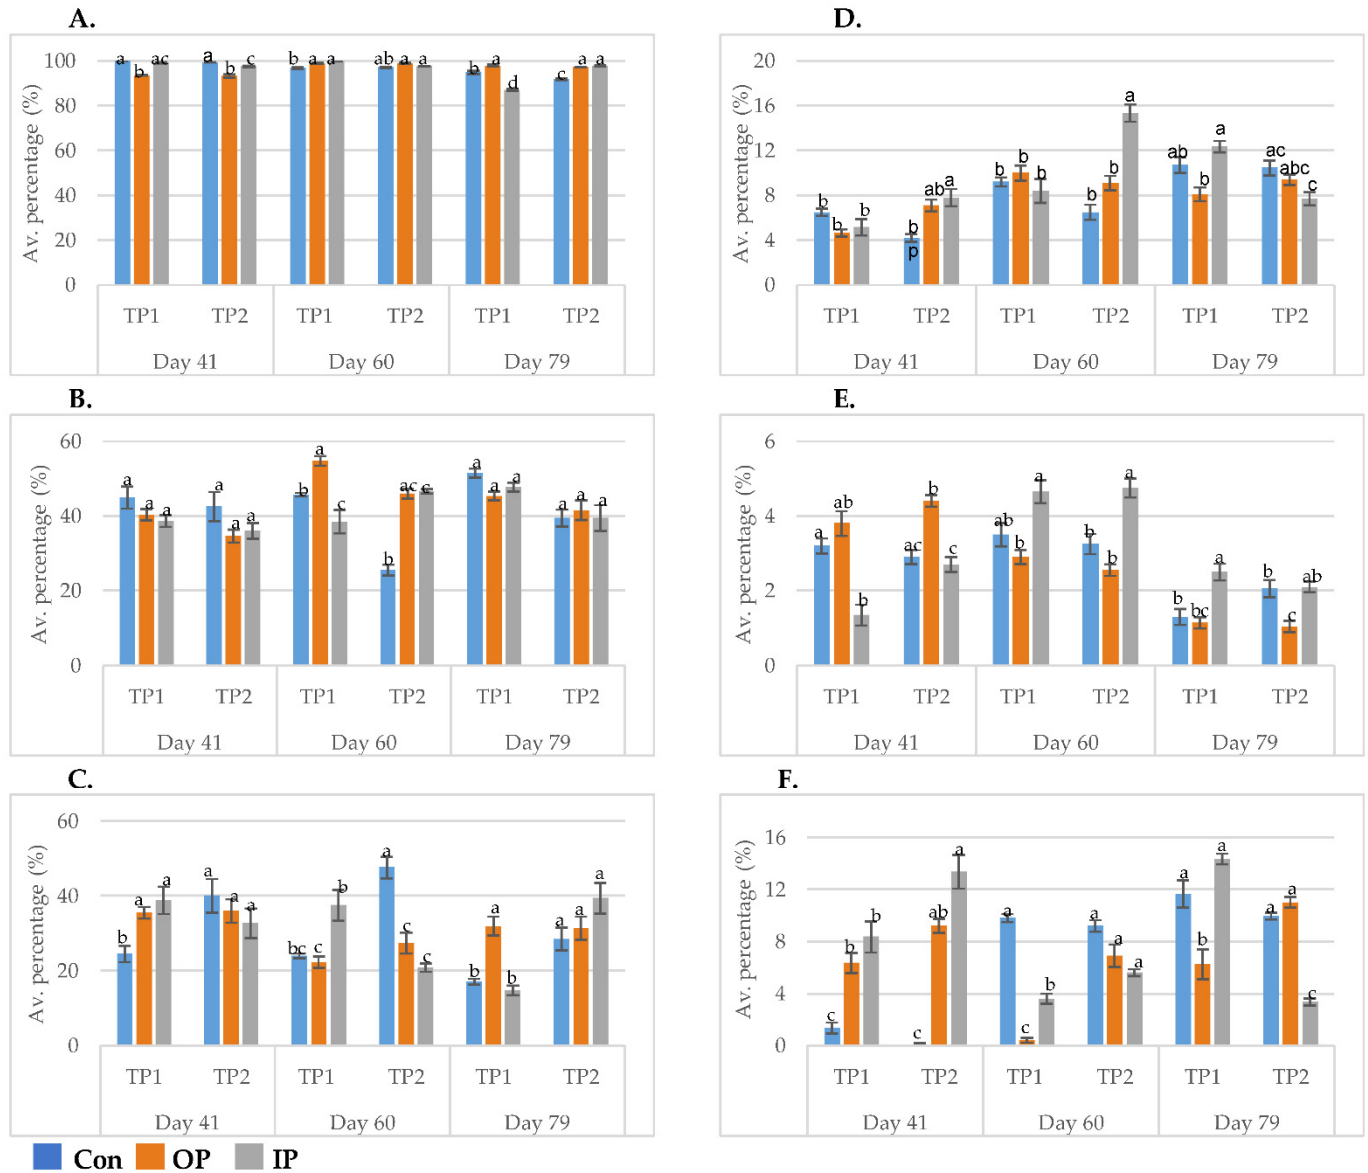 A.
Av. percentage (%)
100
80
60
40
20
0
a b ac a b c b a a ab a a b a d c a a
TP1 TP2 TP1 TP2 TP1 TP2
Day 41 Day 60 Day 79
D.
Av. percentage (%)
20
16
12
8
4
0
b b b b p ab a b b b b b a ab b a ac abc c
TP1 TP2 TP1 TP2 TP1 TP2
Day 41 Day 60 Day 79
B.
Av. percentage (%)
60
40
20
0
a a a a a a b a c b ac c a a a a a a
TP1 TP2 TP1 TP2 TP1 TP2
Day 41 Day 60 Day 79
E.
Av. percentage (%)
6
4
2
0
a ab b ac b c ab b a b b a b bc a b c ab
TP1 TP2 TP1 TP2 TP1 TP2
Day 41 Day 60 Day 79
C.
Av. percentage (%)
60
40
20
0
b a a a a a bc c b a c c b a b a a a
TP1 TP2 TP1 TP2 TP1 TP2
Day 41 Day 60 Day 79
F.
Av. percentage (%)
16
12
8
4
0
c b b c ab a a c b a a a a b a a a c
TP1 TP2 TP1 TP2 TP1 TP2
Day 41 Day 60 Day 79
Con OP IP